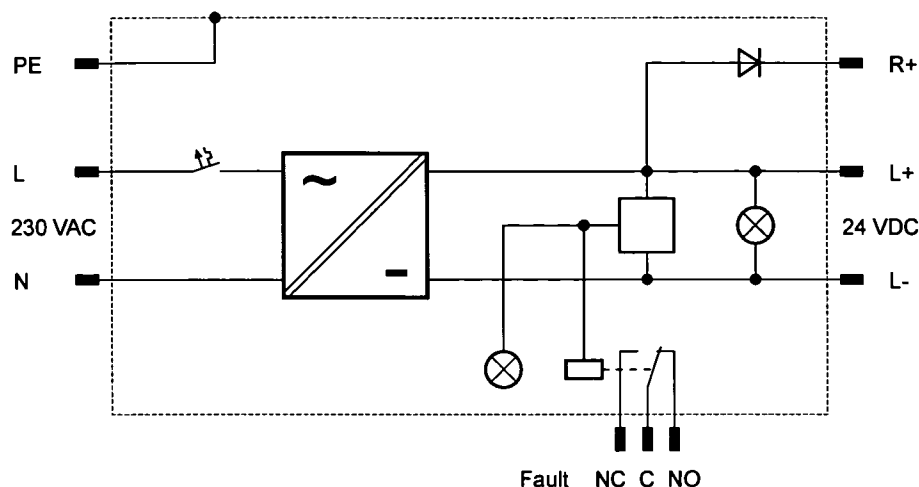 PE
R+
L
L+
230 VAC
24 VDC
N
L-
Fault NC C NO